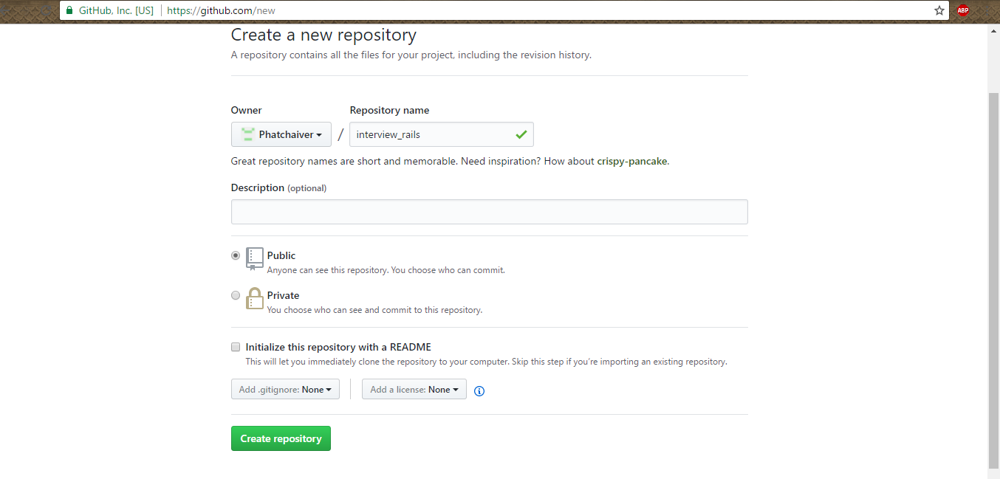 GitHub, Inc. [US] https://github.com/new
ABP
Create a new repository
A repository contains all the files for your project, including the revision history.
Owner Repository name
Phatchaiver / interview_rails
Great repository names are short and memorable. Need inspiration? How about crispy-pancake.
Description (optional)
Public
Anyone can see this repository. You choose who can commit.
Private
You choose who can see and commit to this repository.
Initialize this repository with a README
This will let you immediately clone the repository to your computer. Skip this step if you’re importing an existing repository.
Add .gitignore: None Add a license: None
Create repository